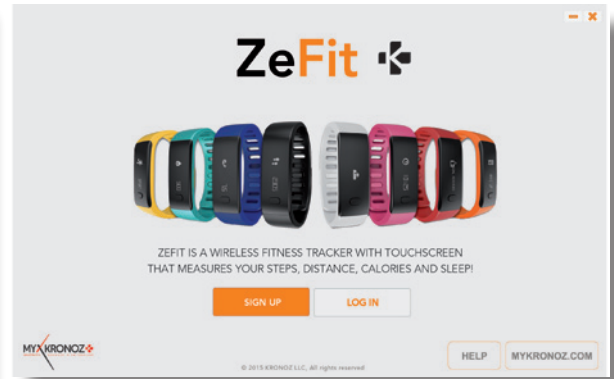 ZeFit
ZEFIT IS A WIRELESS FITNESS TRACKER WITH TOUCHSCREEN
THAT MEASURES YOUR STEPS, DISTANCE, CALORIES AND SLEEP!
SIGN UP
LOG IN
MYKRONOZ
© 2015 KRONOZ LLC, All rights reserved
HELP
MYKRONOZ.COM